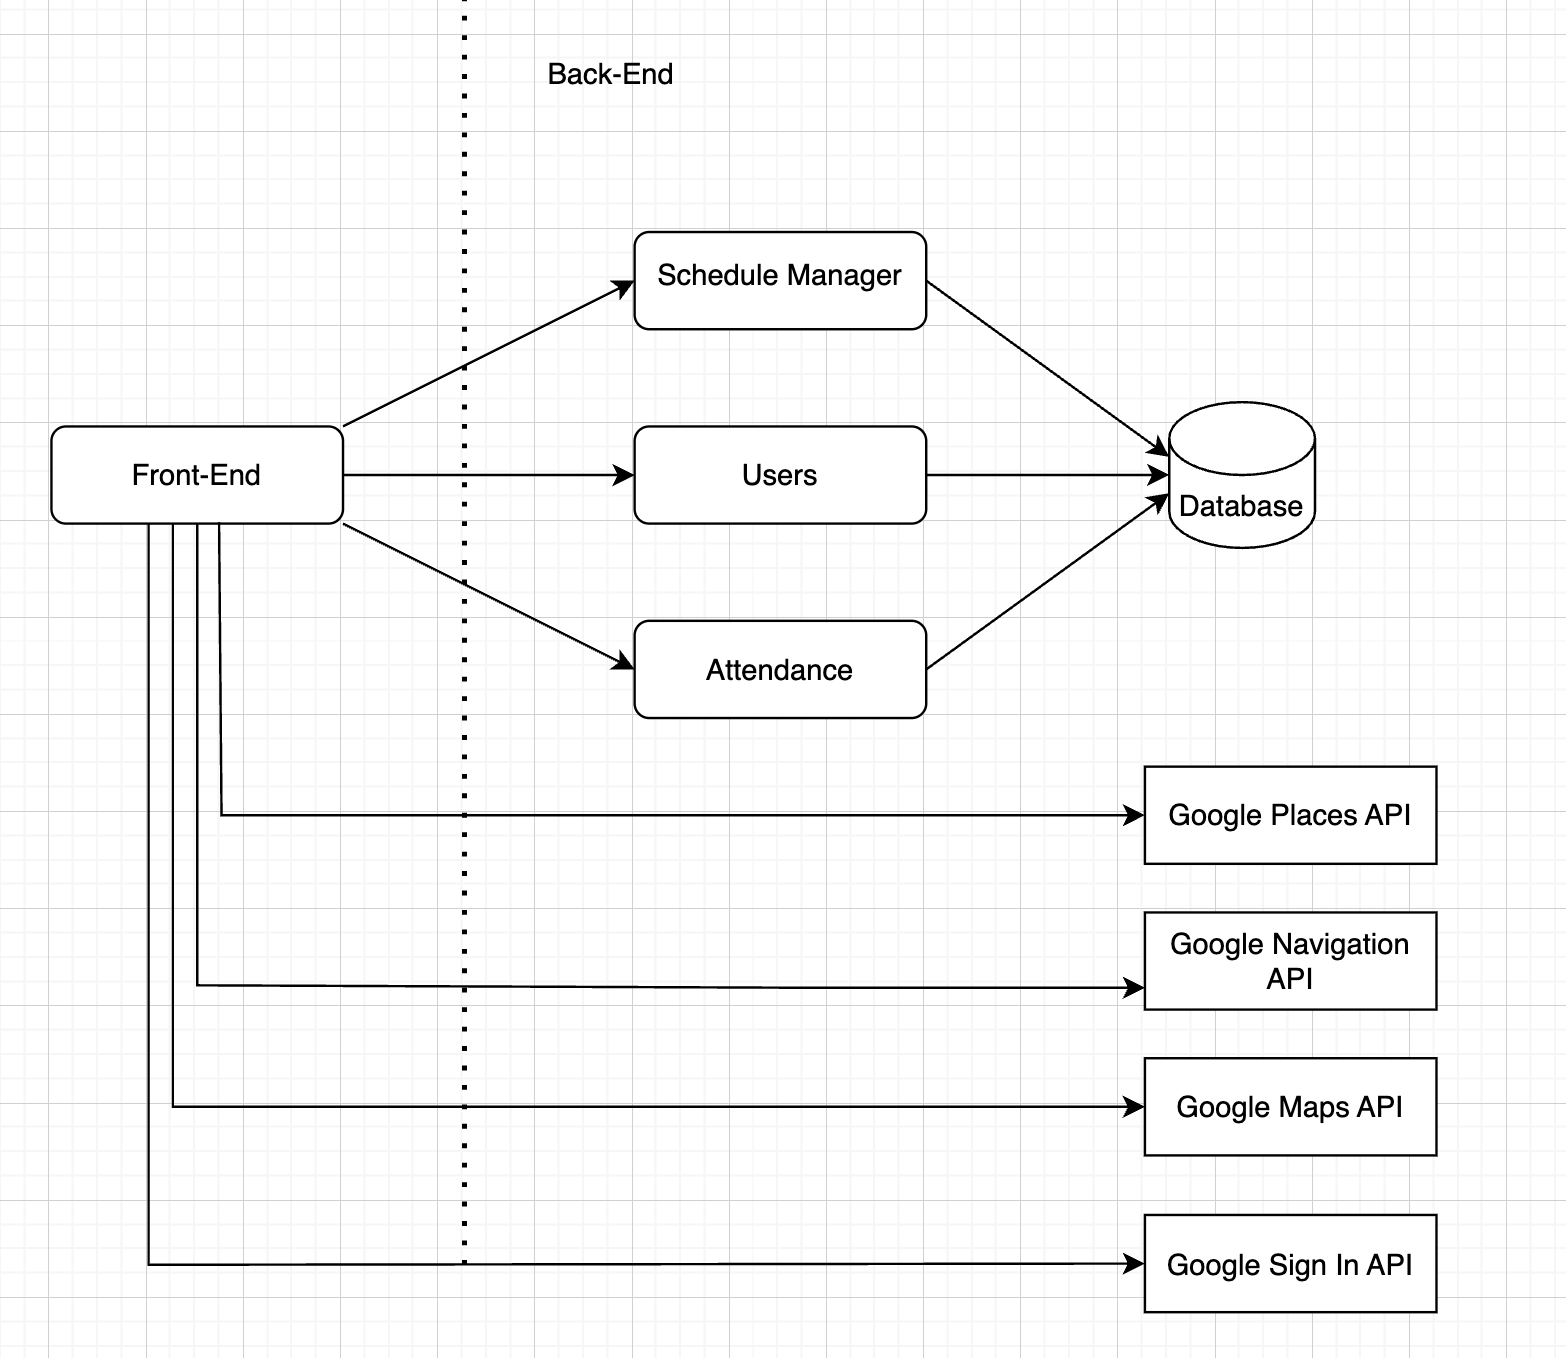 Back-End
Schedule Manager
Front-End
Users
Database
Attendance
Google Places API
Google Navigation
API
Google Maps API
Google Sign In API